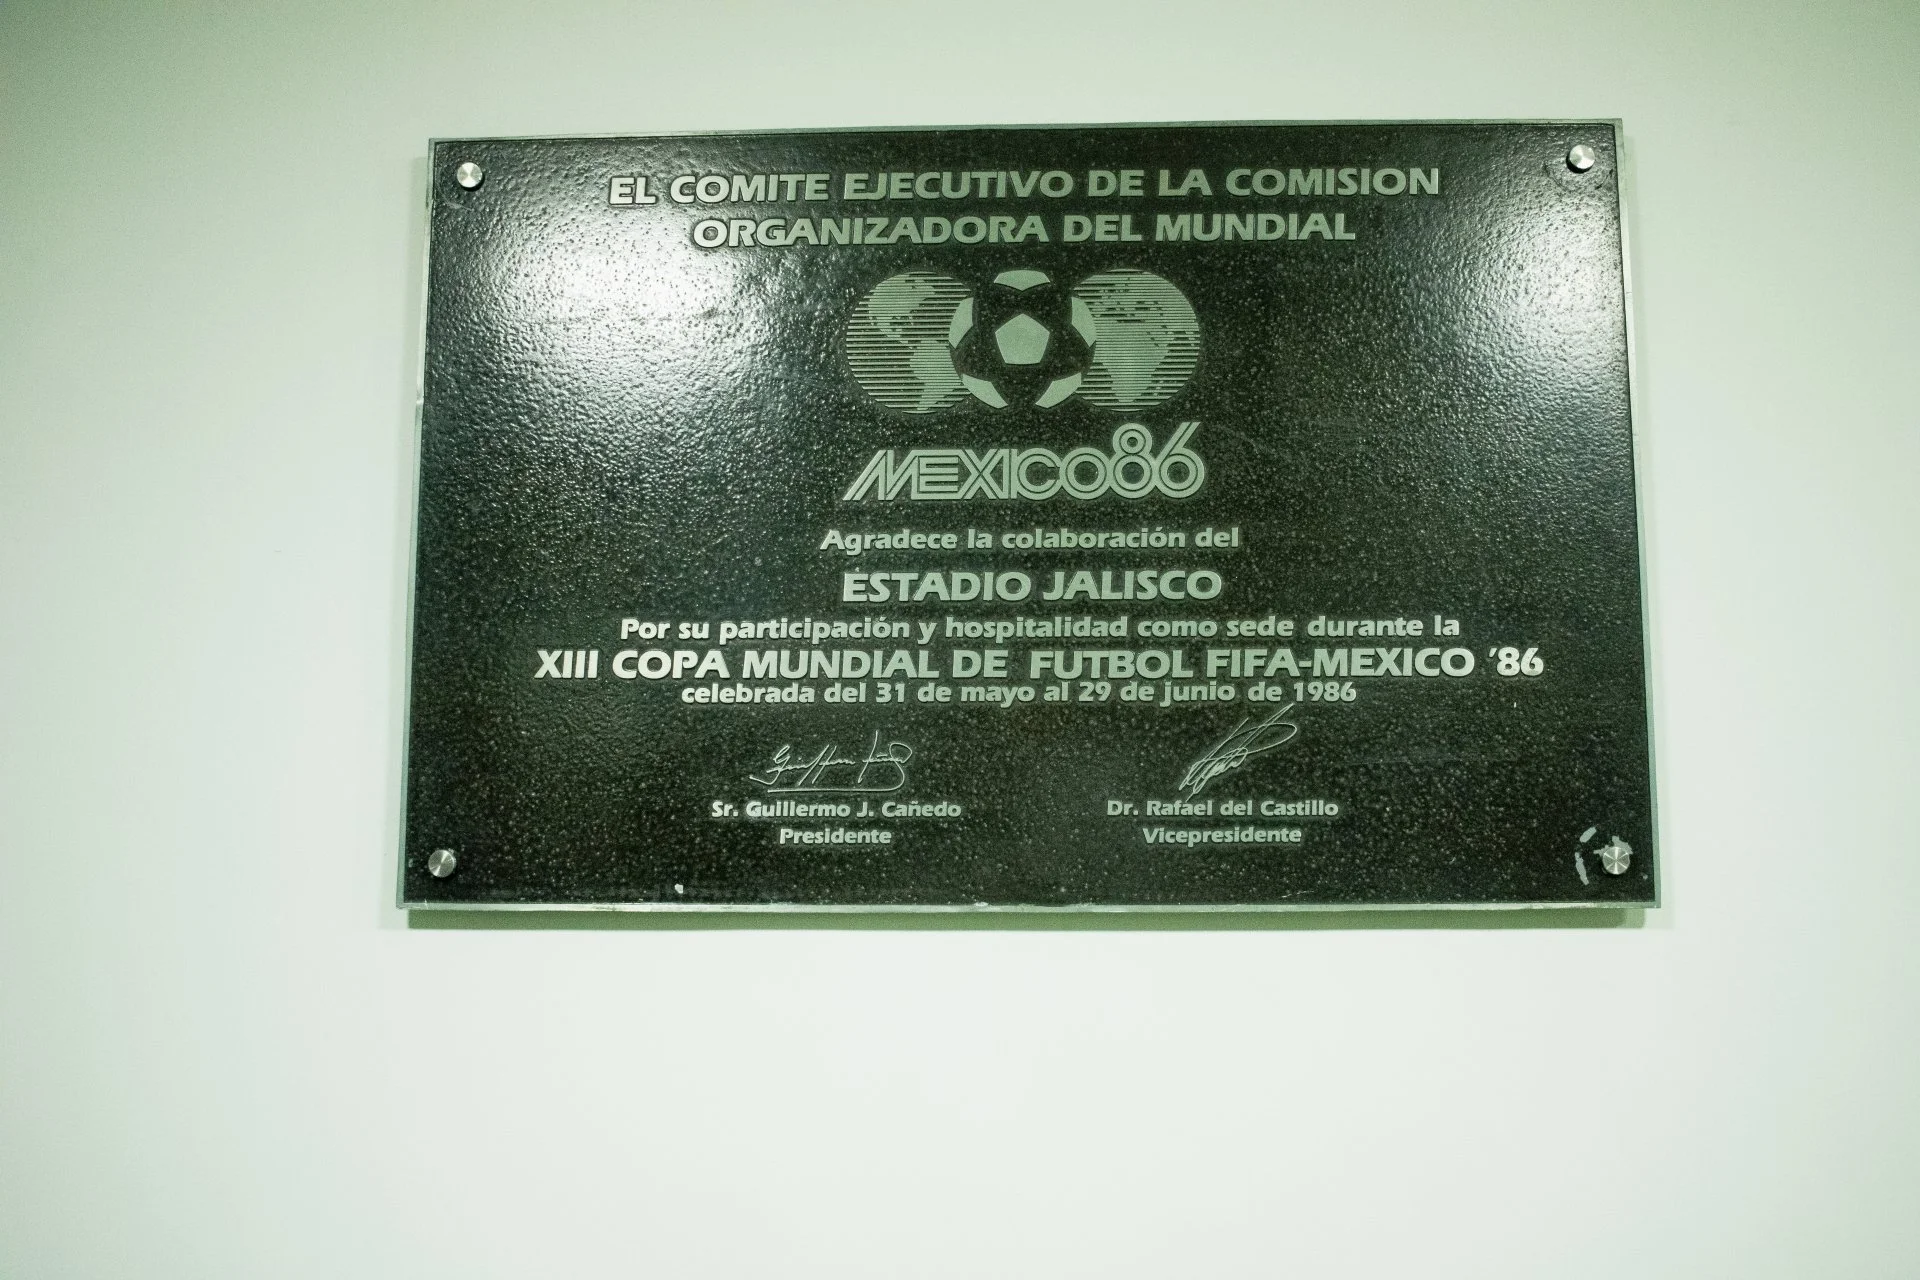 EL COMITE EJECUTIVO DE LA COMISION
ORGANIZADORA DEL MUNDIAL
MEXICO86
Agradece la colaboración del
ESTADIO JALISCO
Por su participación y hospitalidad como sede durante la
XIII COPA MUNDIAL DE FUTBOL FIFA-MEXICO '86
celebrada del 31 de mayo al 29 de junio de 1986
Sr. Guillermo J. Cañedo
Presidente
Dr. Rafael del Castillo
Vicepresidente